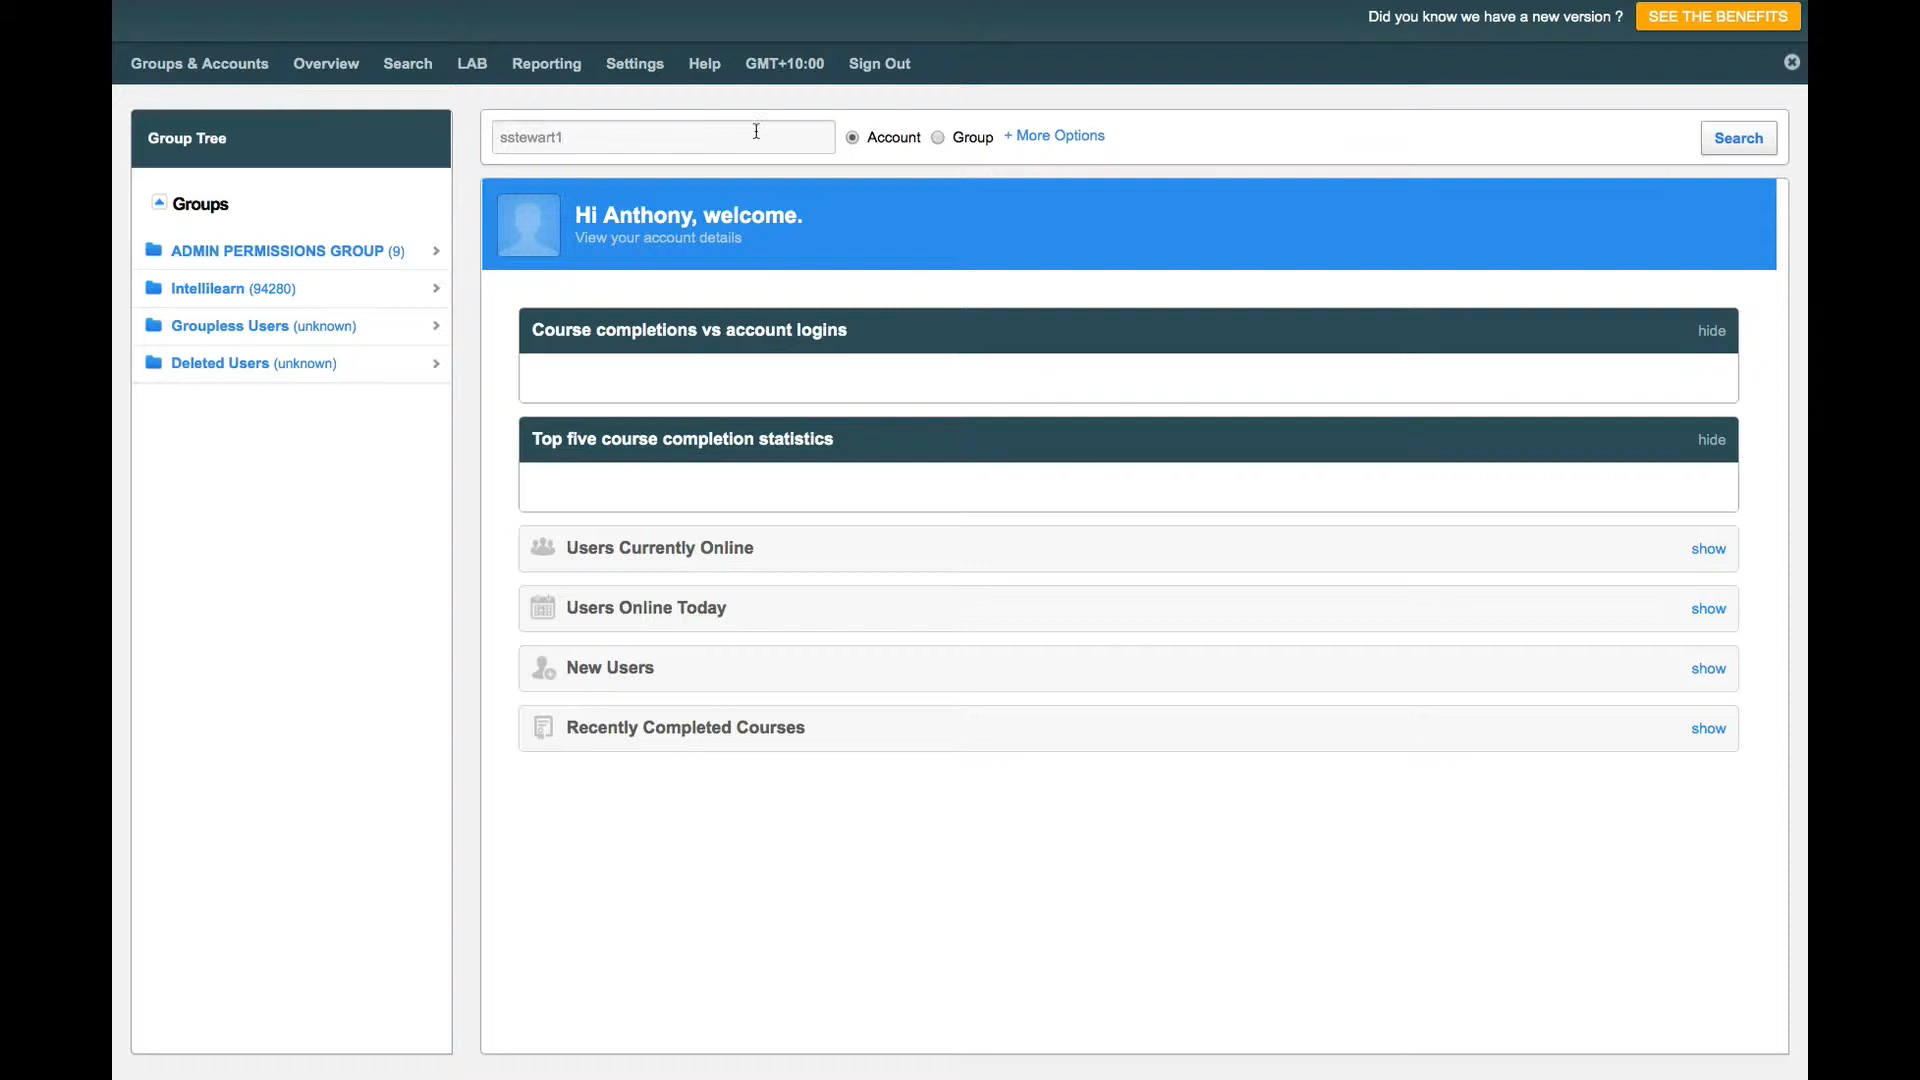 Did you know we have a new version ? SEE THE BENEFITS
Groups & Accounts Overview Search LAB Reporting Settings Help GMT+10:00 Sign Out
Group Tree
Groups
ADMIN PERMISSIONS GROUP (9)
Intellilearn (94280)
Groupless Users (unknown)
Deleted Users (unknown)
sstewart1 Account Group + More Options Search
Hi Anthony, welcome.
View your account details
Course completions vs account logins hide
Top five course completion statistics hide
Users Currently Online show
Users Online Today show
New Users show
Recently Completed Courses show